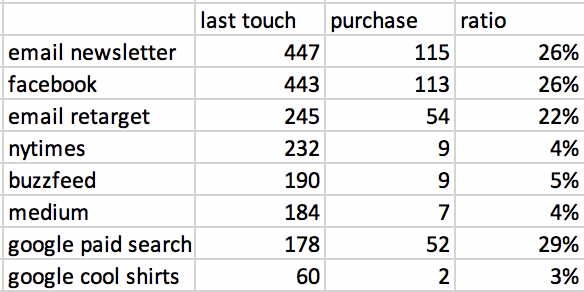 last touch purchase ratio
email newsletter 447 115 26%
facebook 443 113 26%
email retarget 245 54 22%
nytimes 232 9 4%
buzzfeed 190 9 5%
medium 184 7 4%
google paid search 178 52 29%
google cool shirts 60 2 3%